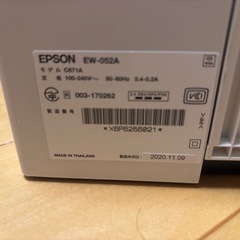 EPSON EW-052A
モデル C671A
定 格 100-240V～ 50-60Hz 0.4-0.2A
003-170262
製造番号
*X6P6256021*
MADE IN THAILAND
製造年月日
2020.11.09